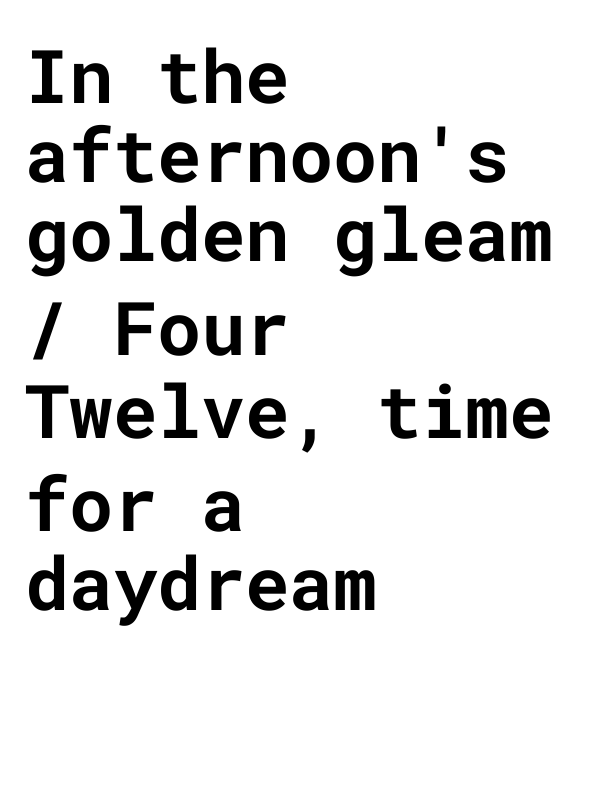 In the
afternoon's
golden gleam
/ Four
Twelve, time
for a
daydream